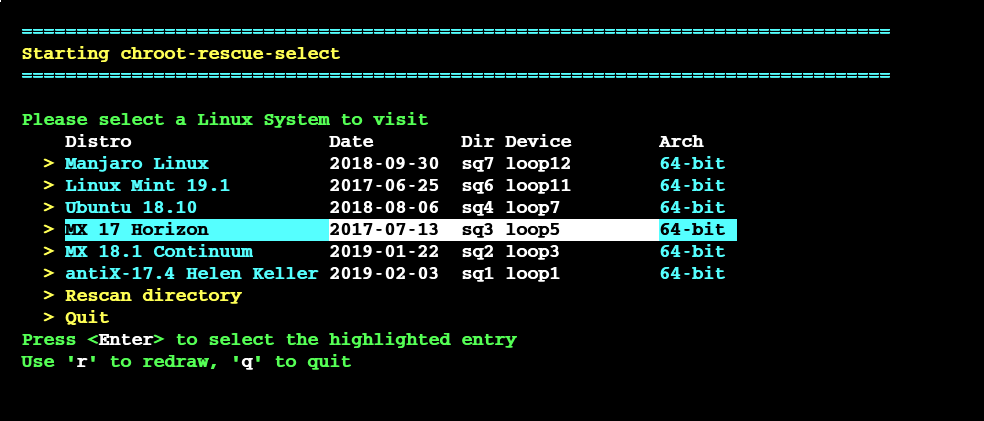 ===============================================================================
Starting chroot-rescue-select
===============================================================================
Please select a Linux System to visit
Distro Date Dir Device Arch
> Manjaro Linux 2018-09-30 sq7 loop12 64-bit
> Linux Mint 19.1 2017-06-25 sq6 loop11 64-bit
> Ubuntu 18.10 2018-08-06 sq4 loop7 64-bit
> MX 17 Horizon 2017-07-13 sq3 loop5 64-bit
> MX 18.1 Continuum 2019-01-22 sq2 loop3 64-bit
> antiX-17.4 Helen Keller 2019-02-03 sq1 loop1 64-bit
> Rescan directory
> Quit
Press <Enter> to select the highlighted entry
Use 'r' to redraw, 'q' to quit